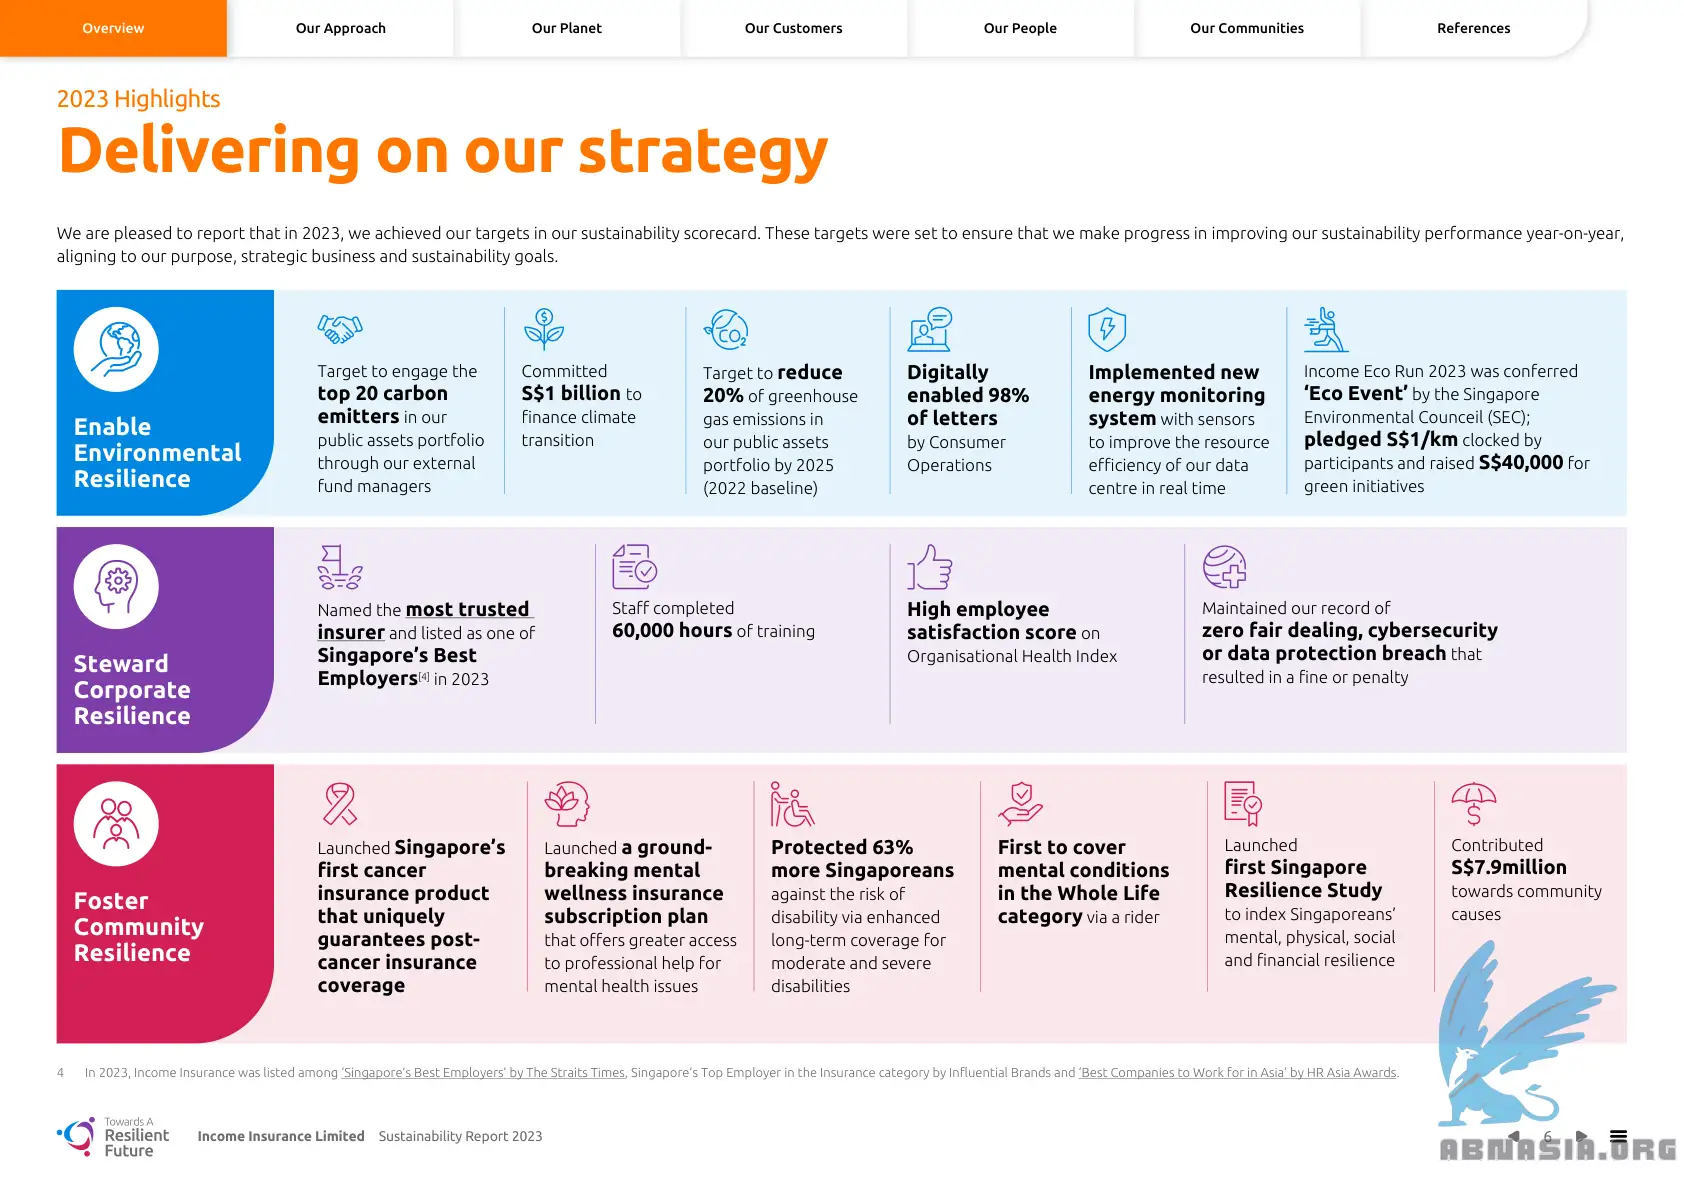 Overview
Our Approach
Our Planet
Our Customers
Our People
Our Communities
References
2023 Highlights
Delivering on our strategy
We are pleased to report that in 2023, we achieved our targets in our sustainability scorecard. These targets were set to ensure that we make progress in improving our sustainability performance year-on-year,
aligning to our purpose, strategic business and sustainability goals.
Enable
Environmental
Resilience
Target to engage the
top 20 carbon
emitters in our
public assets portfolio
through our external
fund managers
$
Committed
S$1 billion to
finance climate
transition
CO2
Target to reduce
20% of greenhouse
gas emissions in
our public assets
portfolio by 2025
(2022 baseline)
Digitally
enabled 98%
of letters
by Consumer
Operations
Implemented new
energy monitoring
system with sensors
to improve the resource
efficiency of our data
centre in real time
Income Eco Run 2023 was conferred
‘Eco Event’ by the Singapore
Environmental Counceil (SEC);
pledged S$1/km clocked by
participants and raised S$40,000 for
green initiatives
Steward
Corporate
Resilience
Named the most trusted
insurer and listed as one of
Singapore’s Best
Employers[4] in 2023
Staff completed
60,000 hours of training
High employee
satisfaction score on
Organisational Health Index
Maintained our record of
zero fair dealing, cybersecurity
or data protection breach that
resulted in a fine or penalty
Foster
Community
Resilience
Launched Singapore’s
first cancer
insurance product
that uniquely
guarantees post-
cancer insurance
coverage
Launched a ground-
breaking mental
wellness insurance
subscription plan
that offers greater access
to professional help for
mental health issues
Protected 63%
more Singaporeans
against the risk of
disability via enhanced
long-term coverage for
moderate and severe
disabilities
First to cover
mental conditions
in the Whole Life
category via a rider
Launched
first Singapore
Resilience Study
to index Singaporeans’
mental, physical, social
and financial resilience
$
Contributed
S$7.9million
towards community
causes
4 In 2023, Income Insurance was listed among ‘Singapore’s Best Employers’ by The Straits Times, Singapore’s Top Employer in the Insurance category by Influential Brands and ‘Best Companies to Work for in Asia’ by HR Asia Awards.
Towards A
Resilient
Future
Income Insurance Limited Sustainability Report 2023
6
ABNASIA.ORG